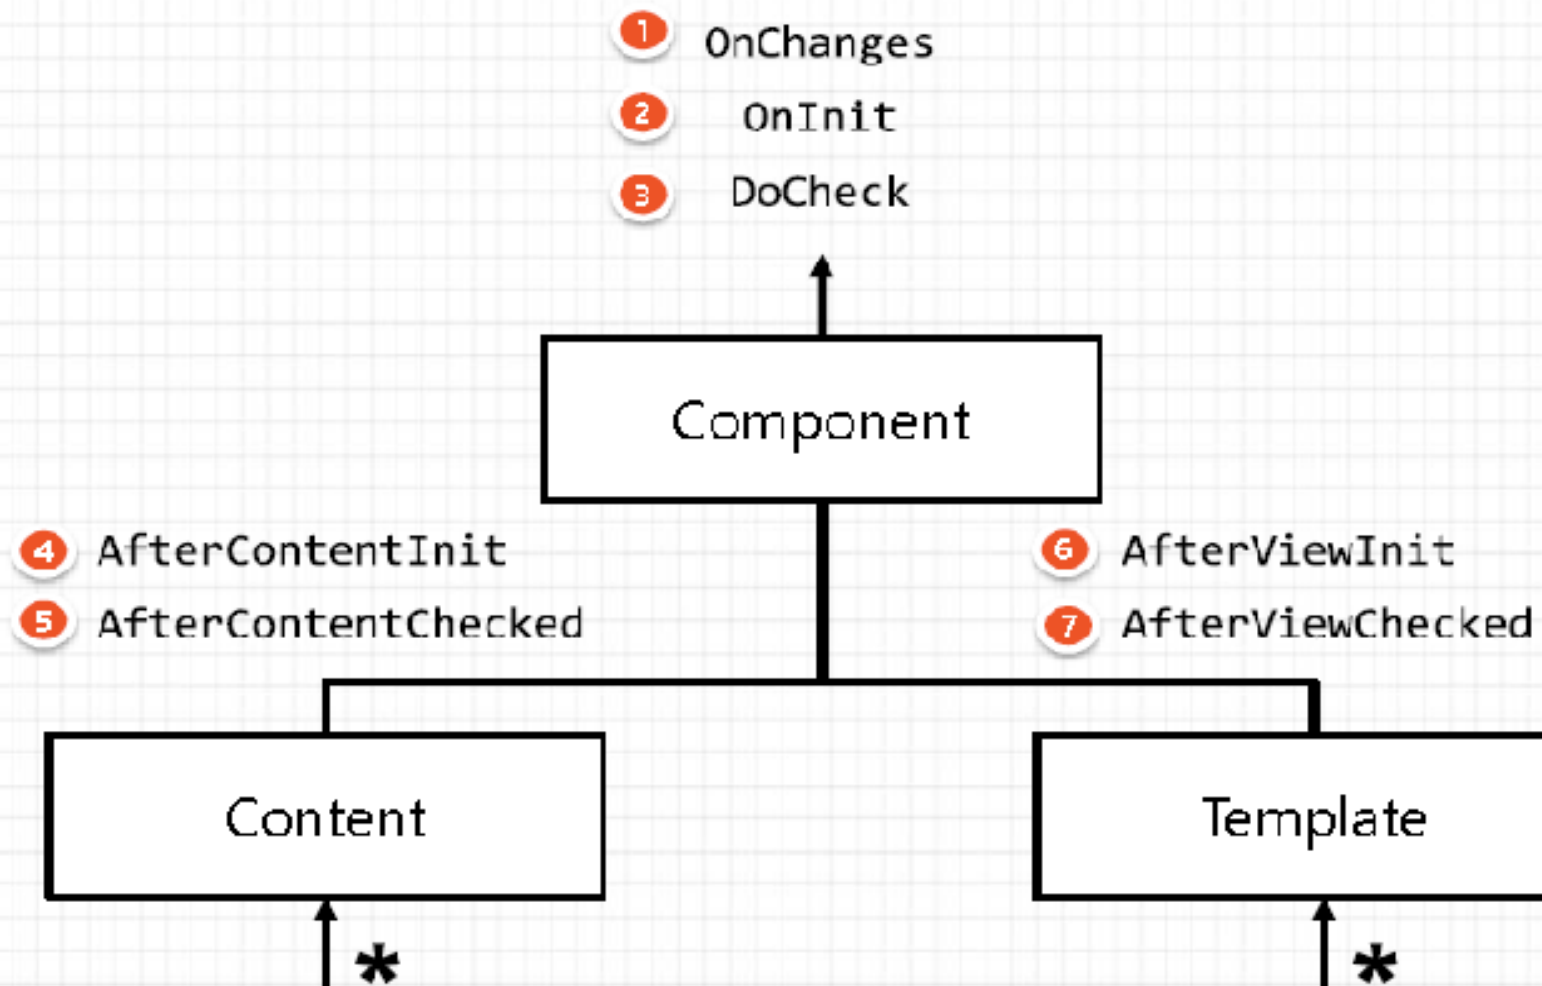 1 OnChanges
2 OnInit
3 DoCheck
Component
4 AfterContentInit
5 AfterContentChecked
6 AfterViewInit
7 AfterViewChecked
Content
Template
*
*